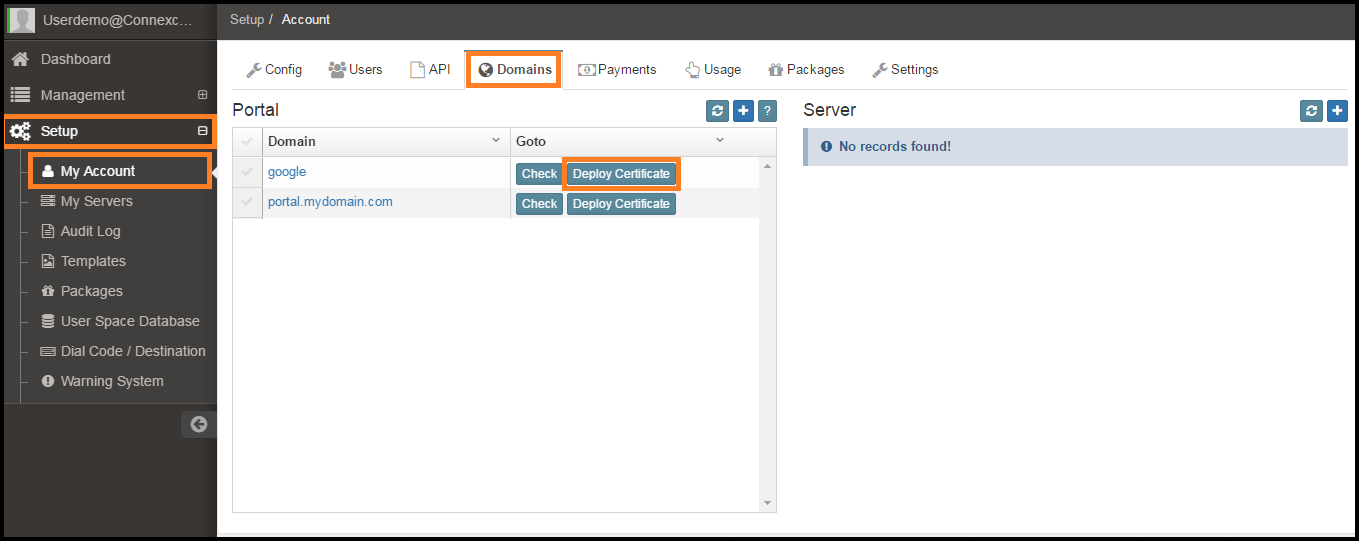 Userdemo@Connexc...
Setup / Account
Dashboard
Management
Setup
My Account
My Servers
Audit Log
Templates
Packages
User Space Database
Dial Code / Destination
Warning System
Config Users API Domains Payments Usage Packages Settings
Portal
?
Domain Goto
google Check Deploy Certificate
portal.mydomain.com Check Deploy Certificate
Server
No records found!